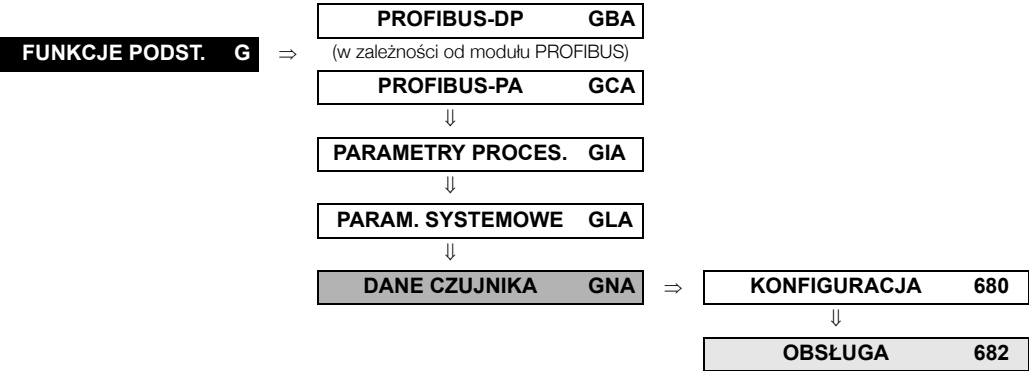 PROFIBUS-DP GBA
FUNKCJE PODST. G ⇒ (w zależności od modułu PROFIBUS)
PROFIBUS-PA GCA
⇓
PARAMETRY PROCES. GIA
⇓
PARAM. SYSTEMOWE GLA
⇓
DANE CZUJNIKA GNA ⇒ KONFIGURACJA 680
⇓
OBSŁUGA 682